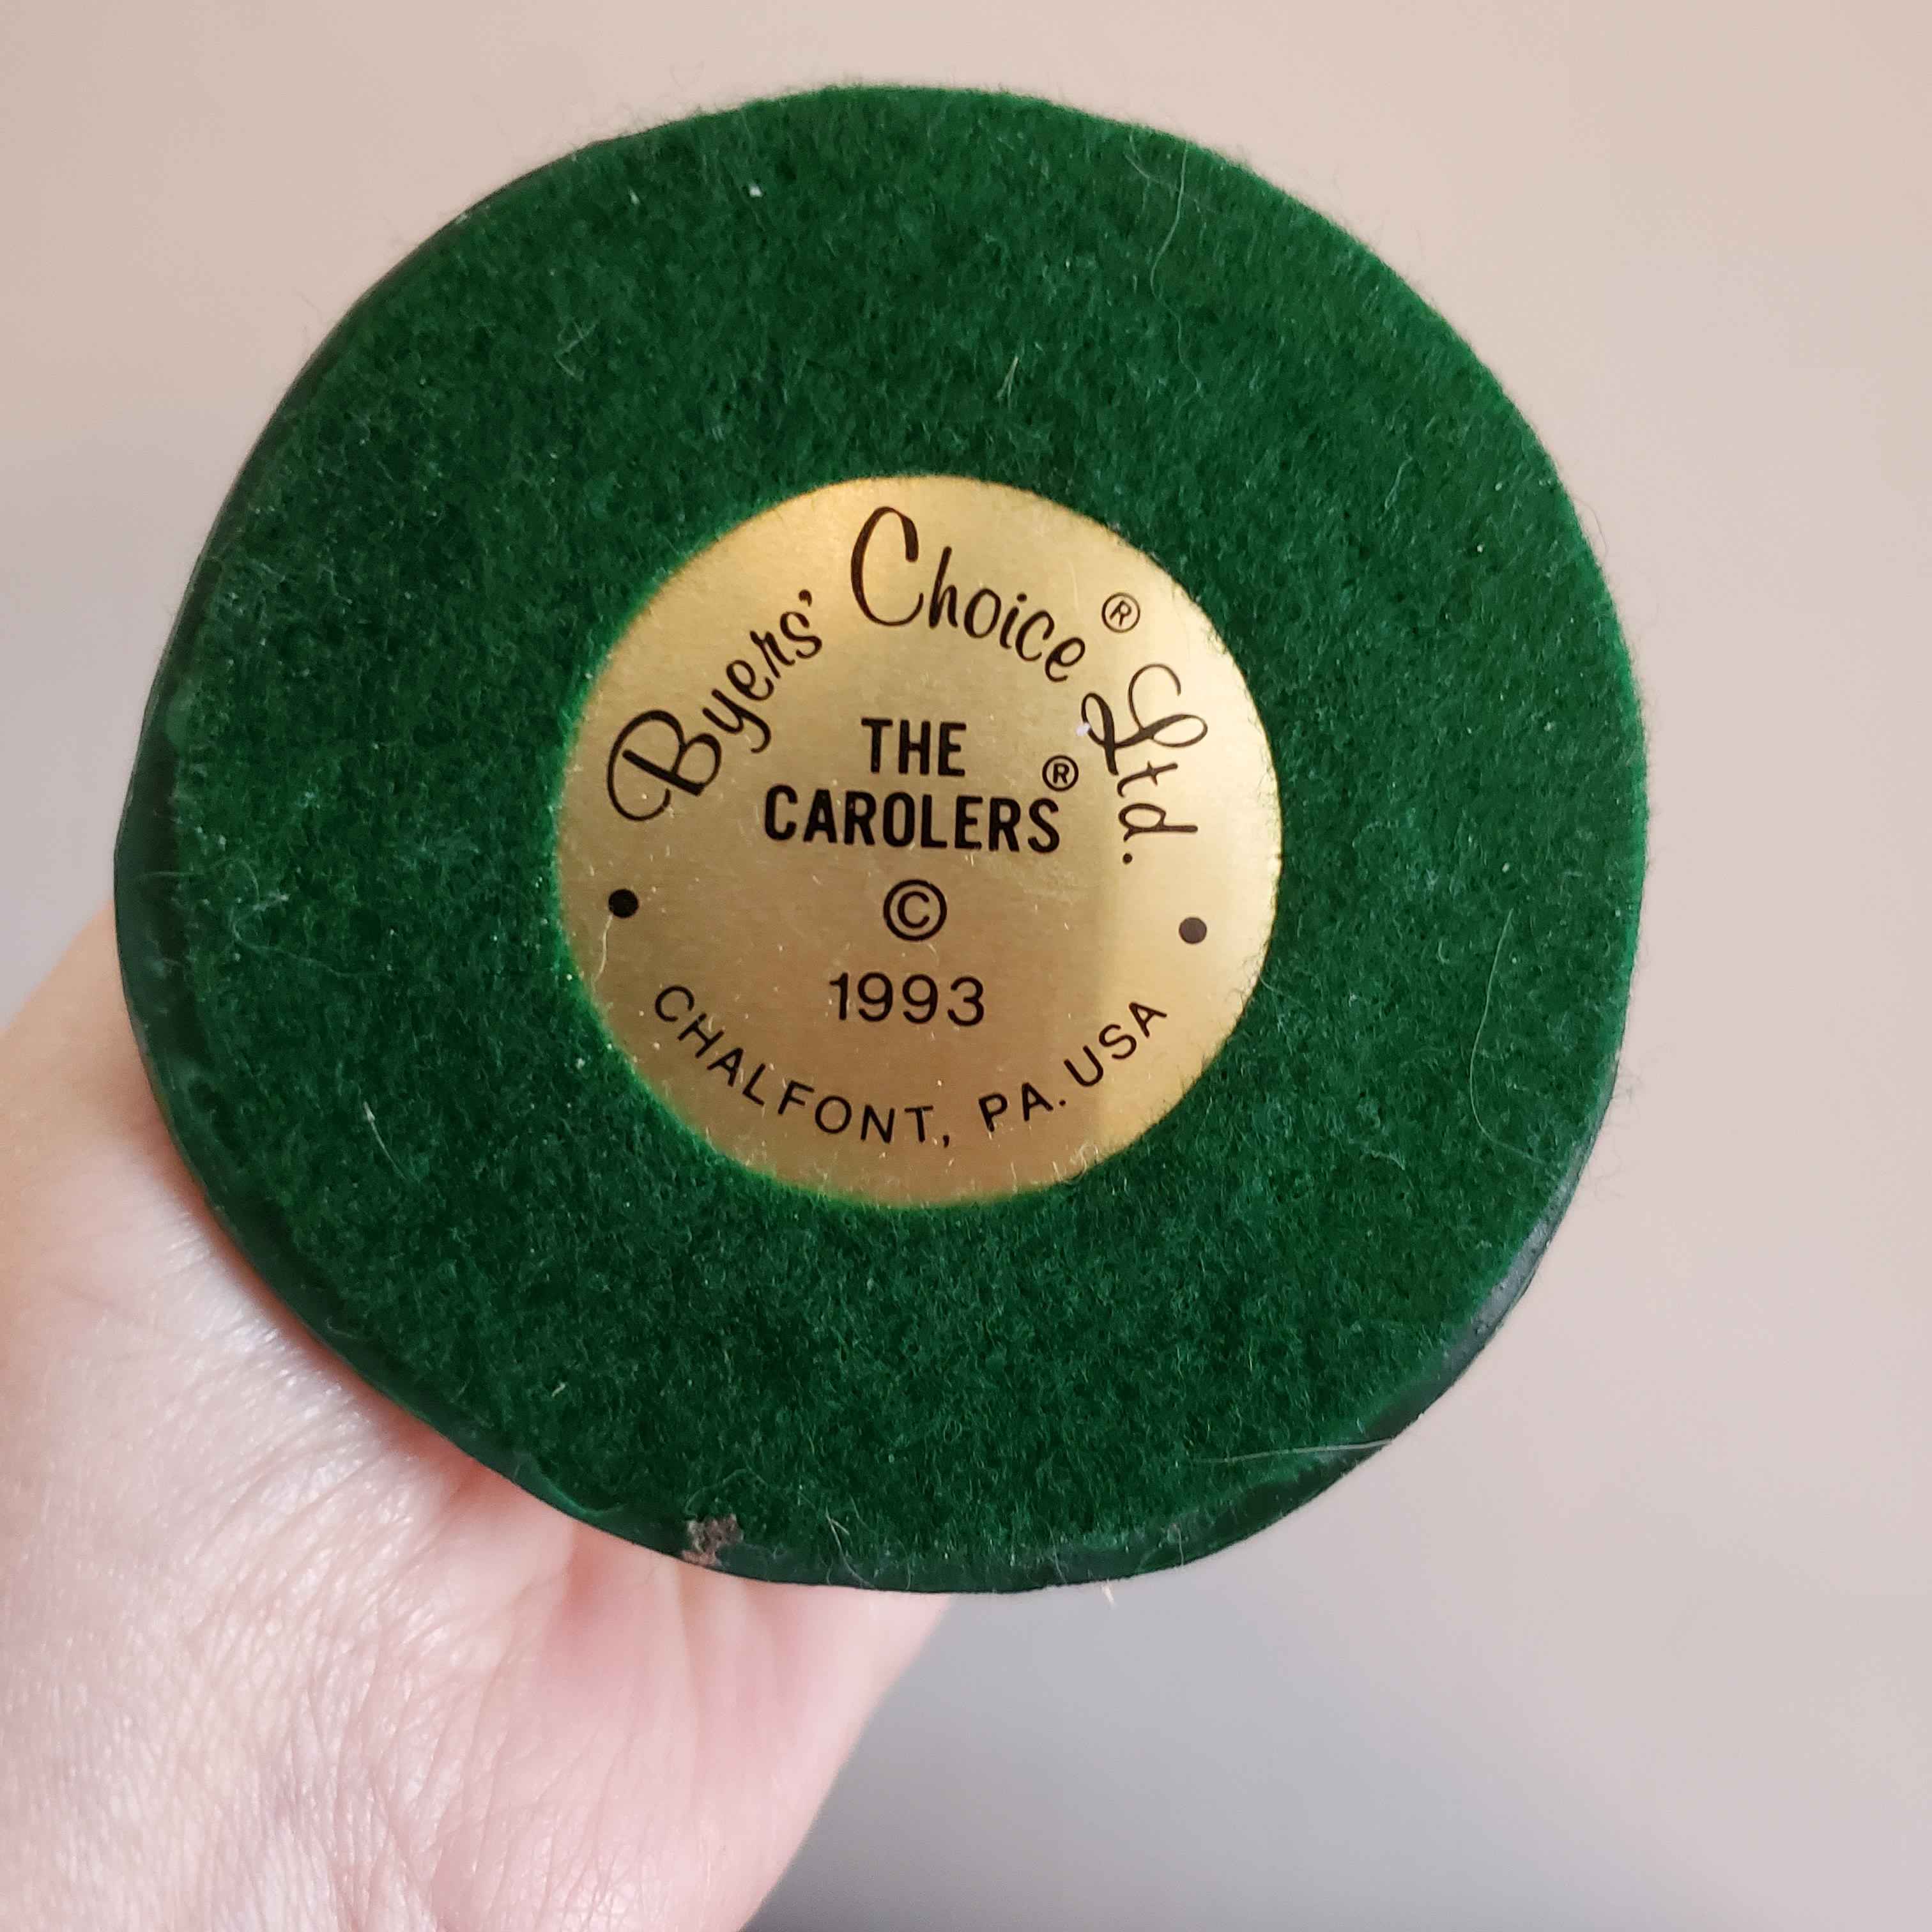 Byers' Choice® Ltd.
THE
CAROLERS®
©
1993
CHALFONT, PA. USA